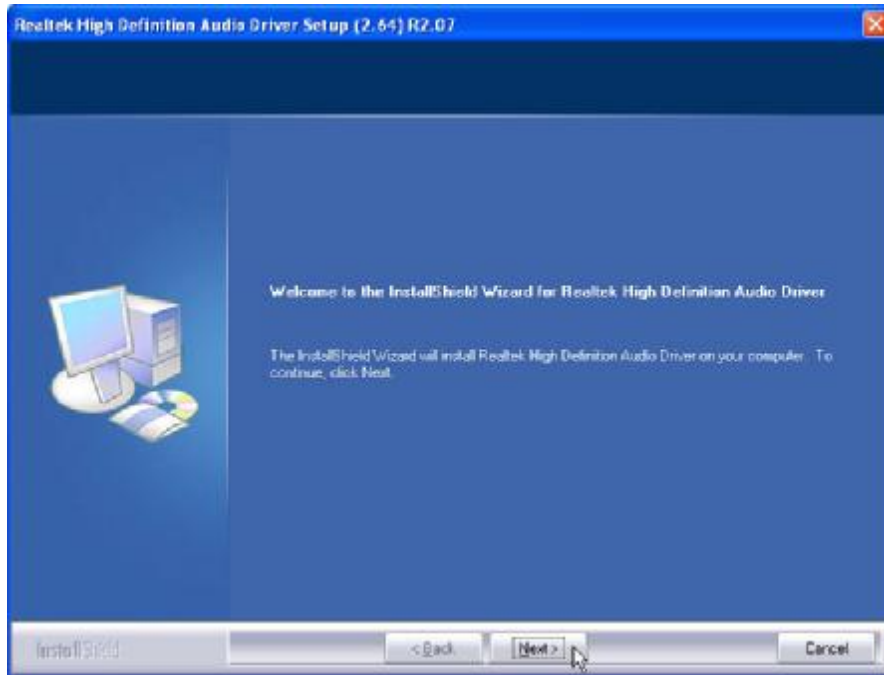 Realtek High Definition Audio Driver Setup (2.64) R2.07
Welcome to the InstallShield Wizard for Realtek High Definition Audio Driver
The InstallShield Wizard will install Realtek High Definition Audio Driver on your computer. To
continue, click Next.
InstallShield
< Back
Next >
Cancel